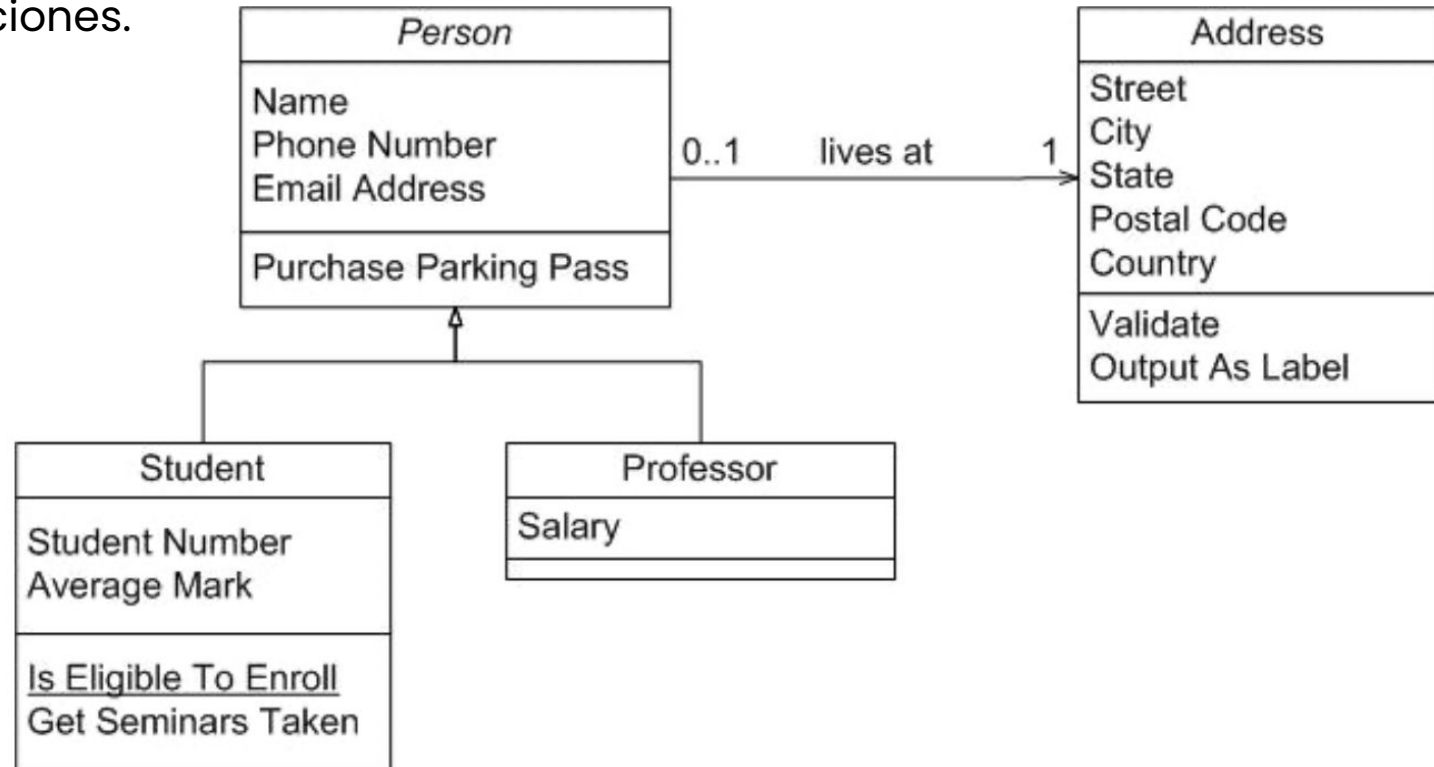 ciones.
Person
Name
Phone Number
Email Address
Purchase Parking Pass
0..1 lives at 1
Address
Street
City
State
Postal Code
Country
Validate
Output As Label
Student
Student Number
Average Mark
Is Eligible To Enroll
Get Seminars Taken
Professor
Salary